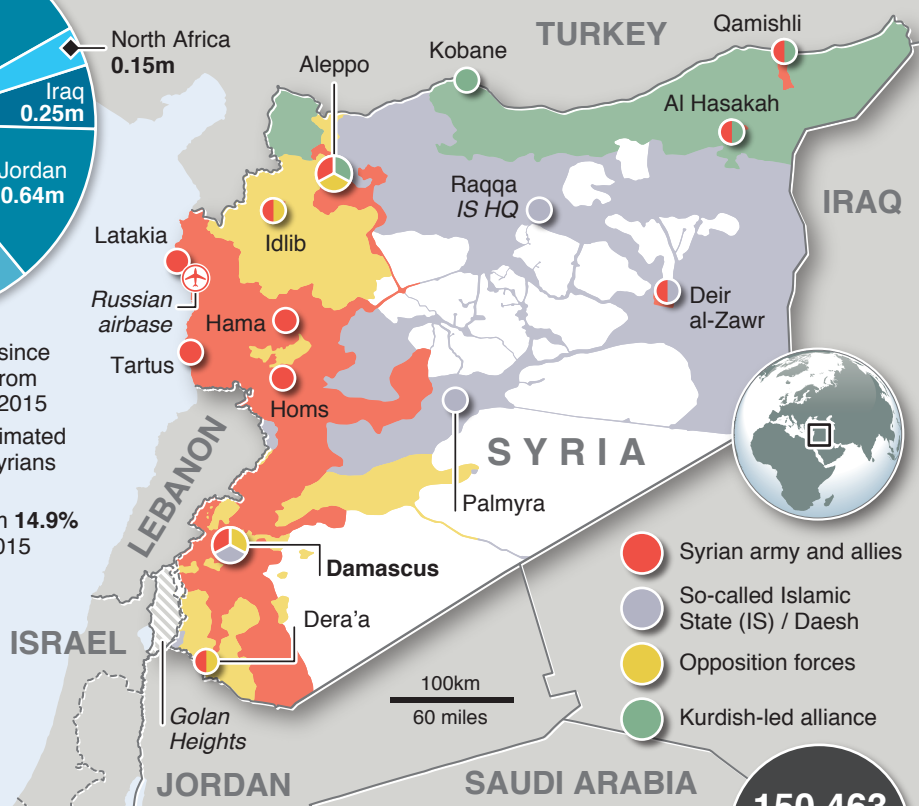 North Africa
0.15m
Iraq
0.25m
Jordan
0.64m
TURKEY
Qamishli
Kobane
Aleppo
Al Hasakah
Raqqa
IS HQ
IRAQ
Latakia
Idlib
Russian
airbase
Hama
Deir
al-Zawr
Tartus
Homs
since
rom
2015
imated
yrians
14.9%
015
LEBANON
SYRIA
Palmyra
Damascus
Dera'a
ISRAEL
Golan
Heights
JORDAN
100km
60 miles
SAUDI ARABIA
Syrian army and allies
So-called Islamic
State (IS) / Daesh
Opposition forces
Kurdish-led alliance
150,463